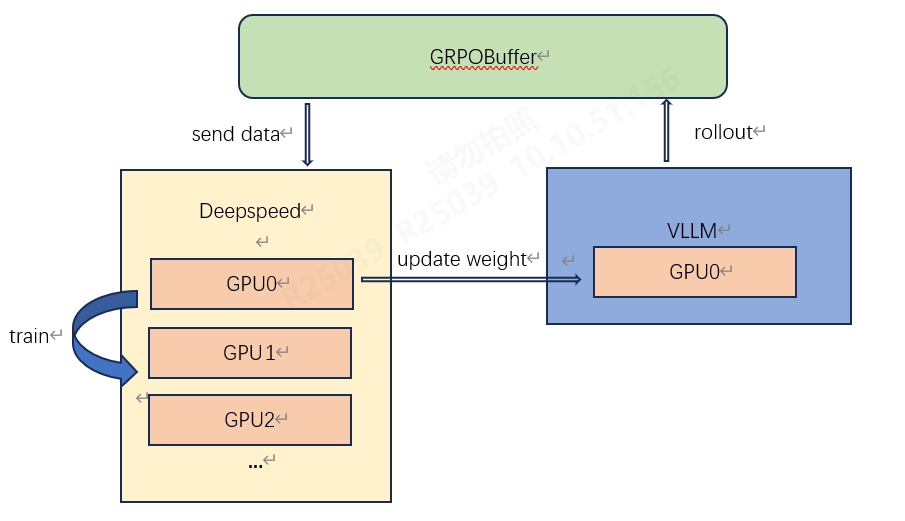 GRPOBuffer
send data
rollout
Deepspeed
VLLM
update weight
GPU0
GPU0
train
GPU1
GPU2
...
请勿拍照
R25039 R25039 10.10.51.156